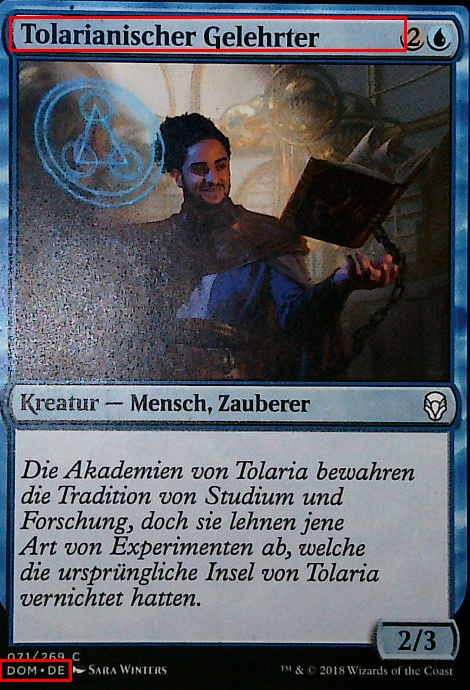 Tolarianischer Gelehrter 2
Kreatur — Mensch, Zauberer
Die Akademien von Tolaria bewahren
die Tradition von Studium und
Forschung, doch sie lehnen jene
Art von Experimenten ab, welche
die ursprüngliche Insel von Tolaria
vernichtet hatten.
2/3
071/269 C
DOM • DE SARA WINTERS ™ & © 2018 Wizards of the Coast